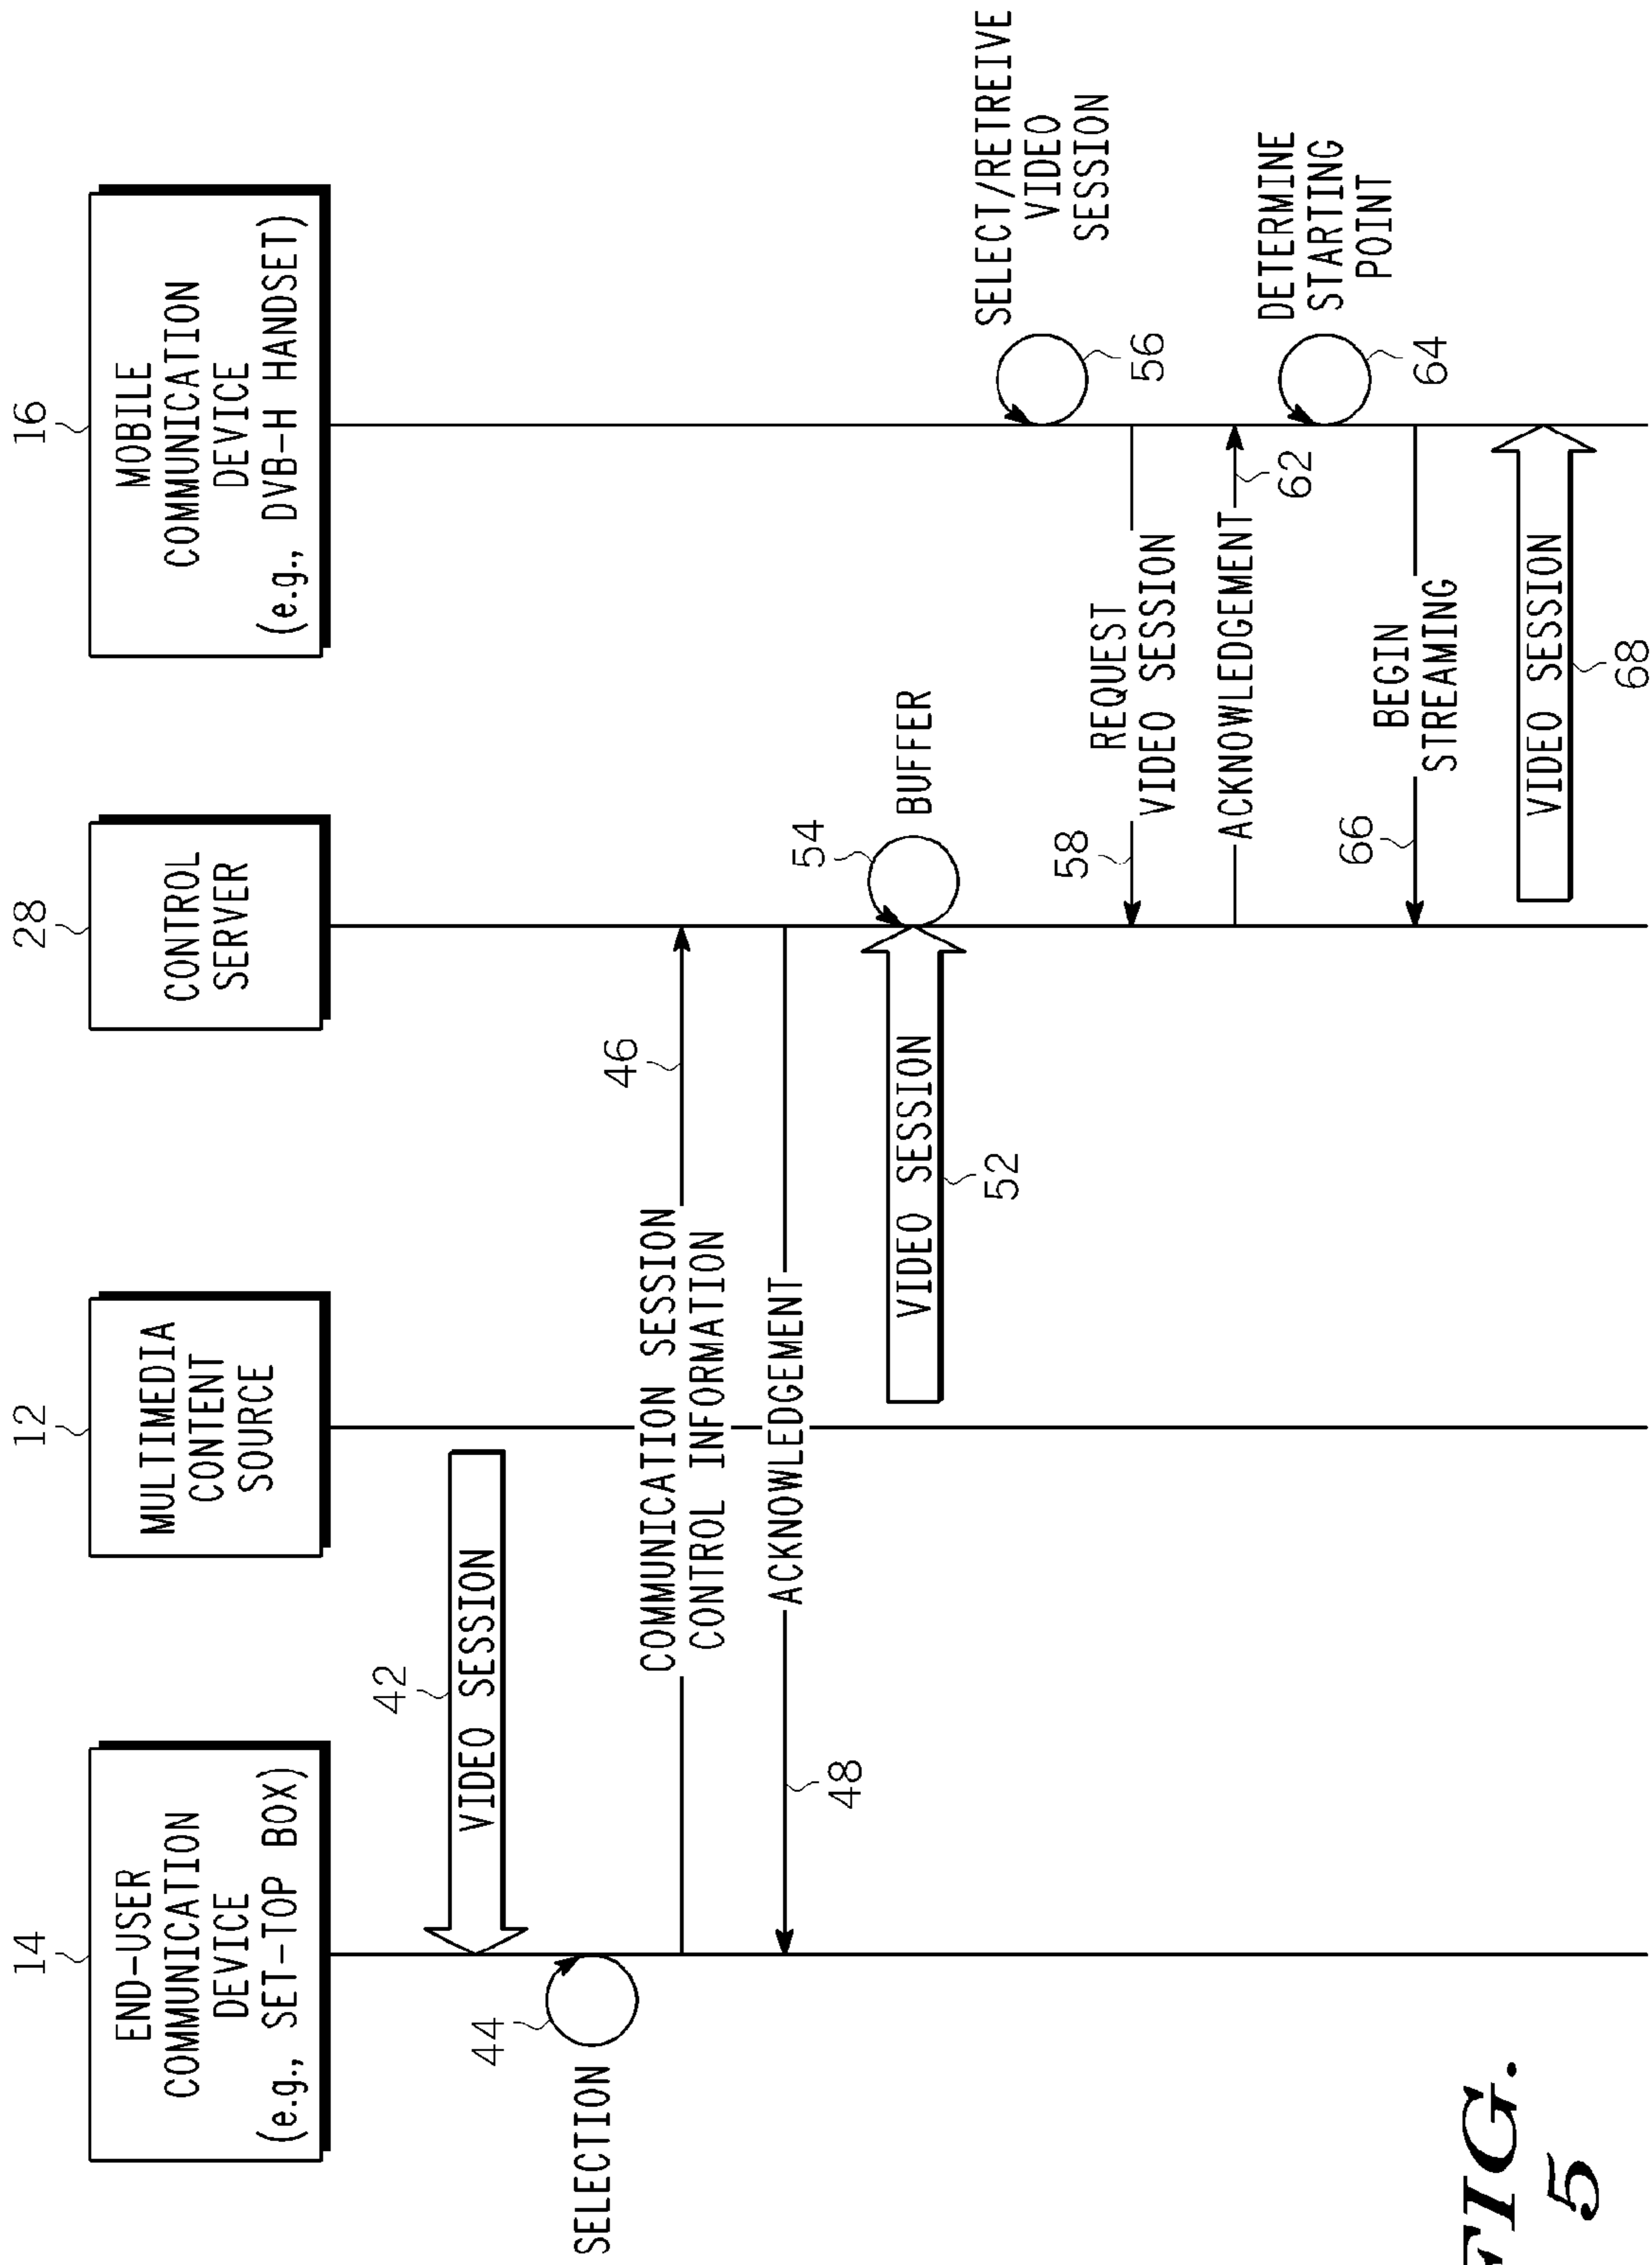 14
END-USER
COMMUNICATION
DEVICE
(e.g., SET-TOP BOX)
12
MULTIMEDIA
CONTENT
SOURCE
28
CONTROL
SERVER
16
MOBILE
COMMUNICATION
DEVICE
(e.g., DVB-H HANDSET)
42
VIDEO SESSION
44
SELECTION
COMMUNICATION SESSION
CONTROL INFORMATION
46
ACKNOWLEDGEMENT
48
VIDEO SESSION
52
54
BUFFER
SELECT/RETREIVE
VIDEO
SESSION
56
58
REQUEST
VIDEO SESSION
ACKNOWLEDGEMENT
62
DETERMINE
STARTING
POINT
64
66
BEGIN
STREAMING
VIDEO SESSION
68
FIG.
5